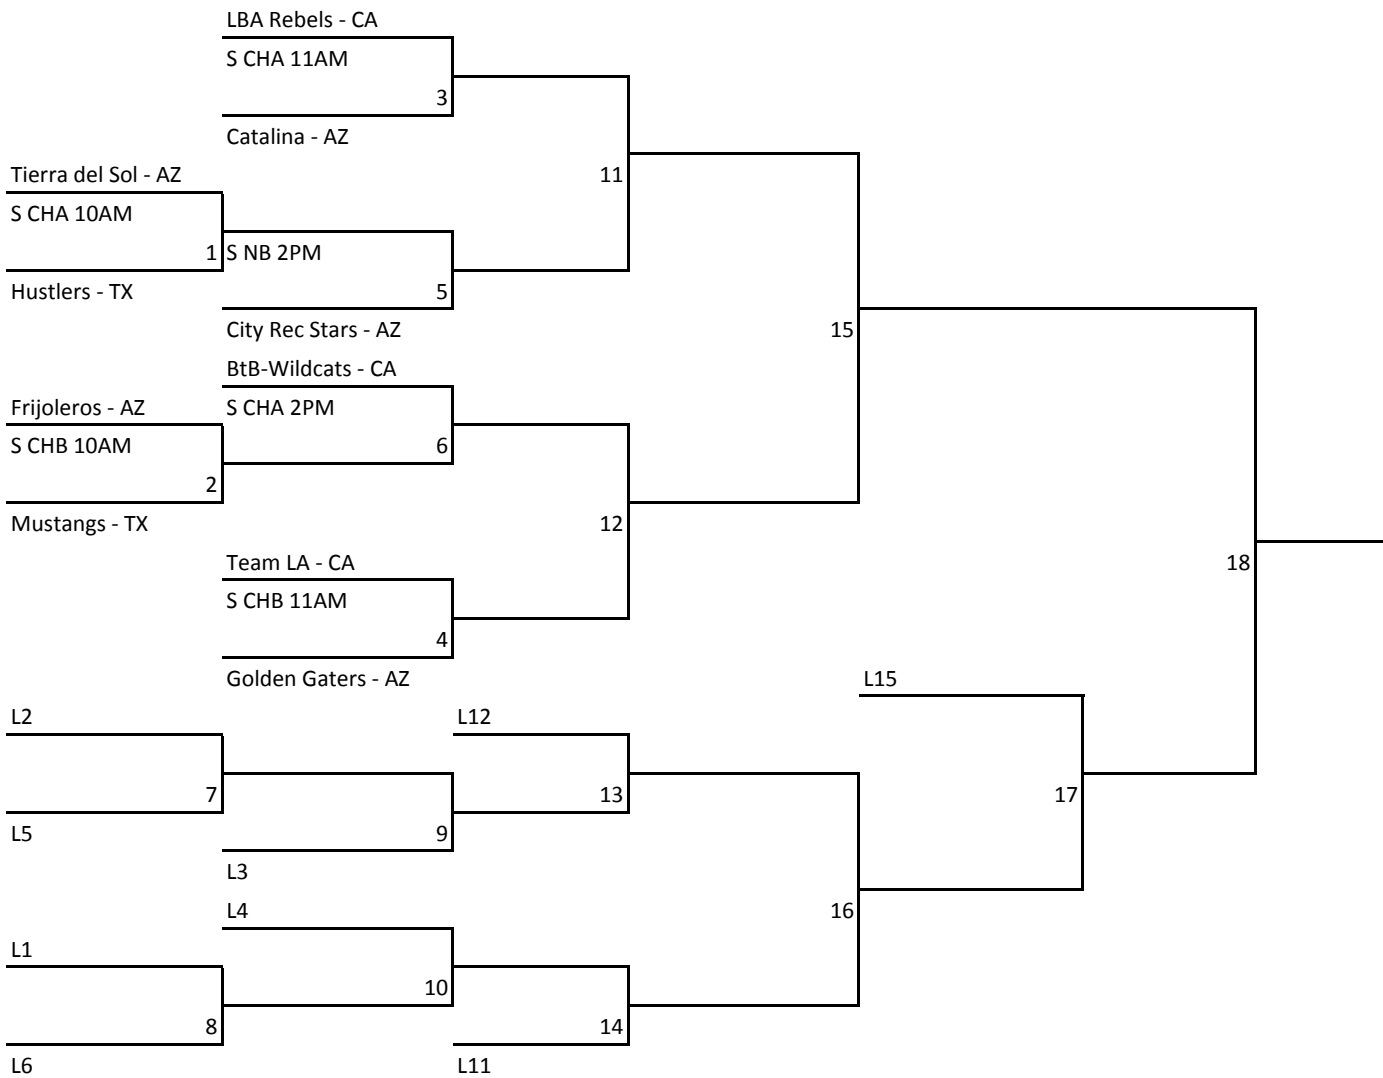 LBA Rebels - CA
S CHA 11AM
3
Catalina - AZ
Tierra del Sol - AZ
11
S CHA 10AM
1
S NB 2PM
Hustlers - TX
5
City Rec Stars - AZ
15
BtB-Wildcats - CA
Frijoleros - AZ
S CHA 2PM
S CHB 10AM
6
2
Mustangs - TX
12
Team LA - CA
18
S CHB 11AM
4
Golden Gaters - AZ
L15
L2
L12
7
13
17
L5
9
L3
L4
16
L1
10
8
14
L6
L11